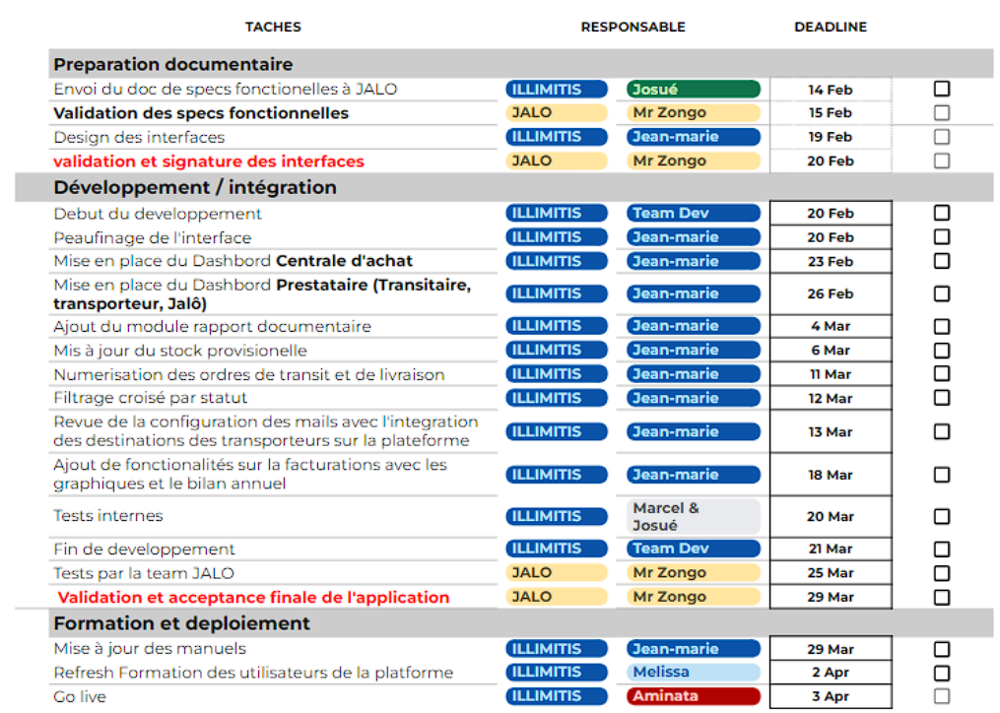 TACHES RESPONSABLE DEADLINE
Preparation documentaire
Envoi du doc de specs fonctionelles à JALO ILLIMITIS Josué 14 Feb
Validation des specs fonctionnelles JALO Mr Zongo 15 Feb
Design des interfaces ILLIMITIS Jean-marie 19 Feb
validation et signature des interfaces JALO Mr Zongo 20 Feb
Développement / intégration
Debut du developpement ILLIMITIS Team Dev 20 Feb
Peaufinage de l'interface ILLIMITIS Jean-marie 20 Feb
Mise en place du Dashbord Centrale d'achat ILLIMITIS Jean-marie 23 Feb
Mise en place du Dashbord Prestataire (Transitaire,
transporteur, Jalô) ILLIMITIS Jean-marie 26 Feb
Ajout du module rapport documentaire ILLIMITIS Jean-marie 4 Mar
Mis à jour du stock provisionelle ILLIMITIS Jean-marie 6 Mar
Numerisation des ordres de transit et de livraison ILLIMITIS Jean-marie 11 Mar
Filtrage croisé par statut ILLIMITIS Jean-marie 12 Mar
Revue de la configuration des mails avec l'integration
des destinations des transporteurs sur la plateforme ILLIMITIS Jean-marie 13 Mar
Ajout de fonctionalités sur la facturations avec les
graphiques et le bilan annuel ILLIMITIS Jean-marie 18 Mar
Tests internes ILLIMITIS Marcel &
Josué 20 Mar
Fin de developpement ILLIMITIS Team Dev 21 Mar
Tests par la team JALO JALO Mr Zongo 25 Mar
Validation et acceptance finale de l'application JALO Mr Zongo 29 Mar
Formation et deploiement
Mise à jour des manuels ILLIMITIS Jean-marie 29 Mar
Refresh Formation des utilisateurs de la platforme ILLIMITIS Melissa 2 Apr
Go live ILLIMITIS Aminata 3 Apr